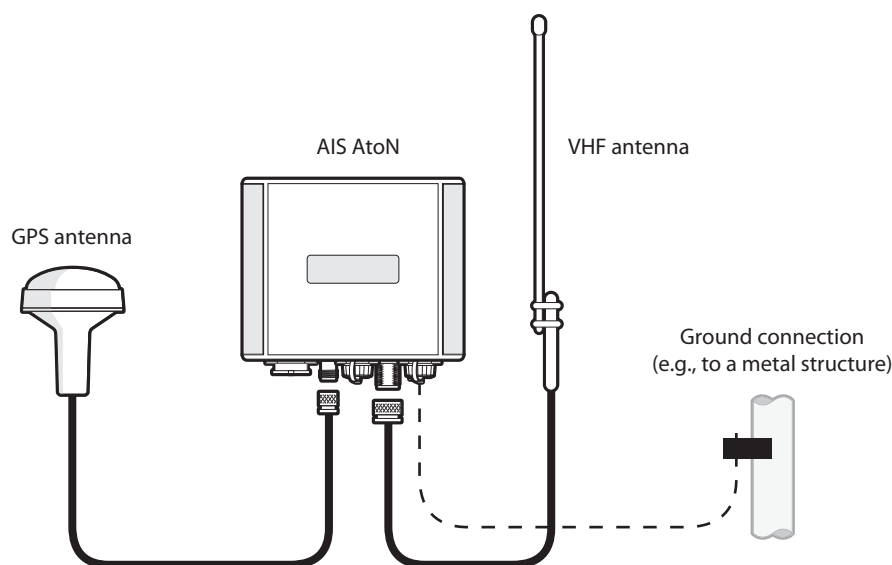 AIS AtoN
VHF antenna
GPS antenna
Ground connection
(e.g., to a metal structure)